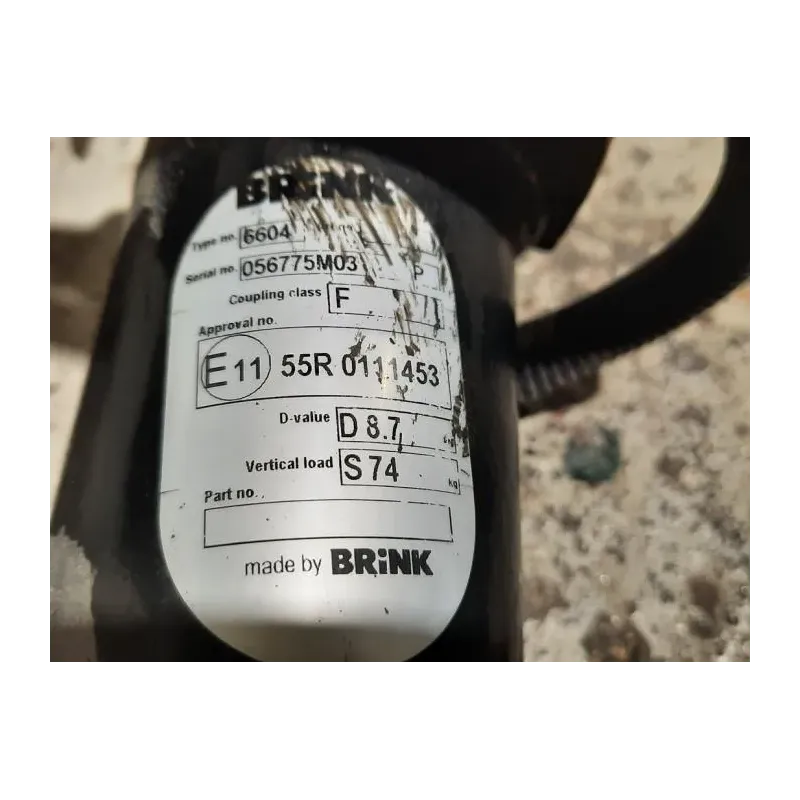 BRiNK
Type no. 6604
Serial no. 056775M03 P
Coupling class F
Approval no.
E11 55R 0111453
D-value D 8.7
Vertical load S 74 kg
Part no.
made by BRiNK